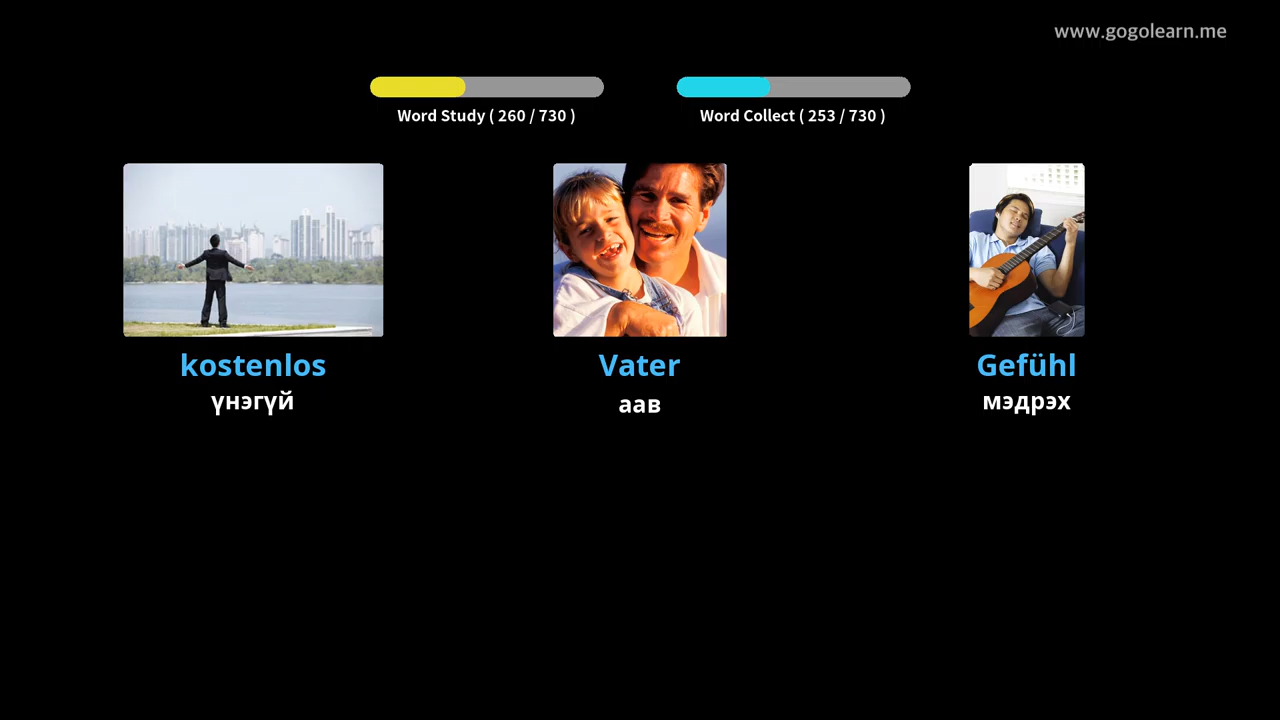 www.gogolearn.me
Word Study ( 260 / 730 )
Word Collect ( 253 / 730 )
kostenlos
үнэгүй
Vater
аав
Gefühl
мэдрэх